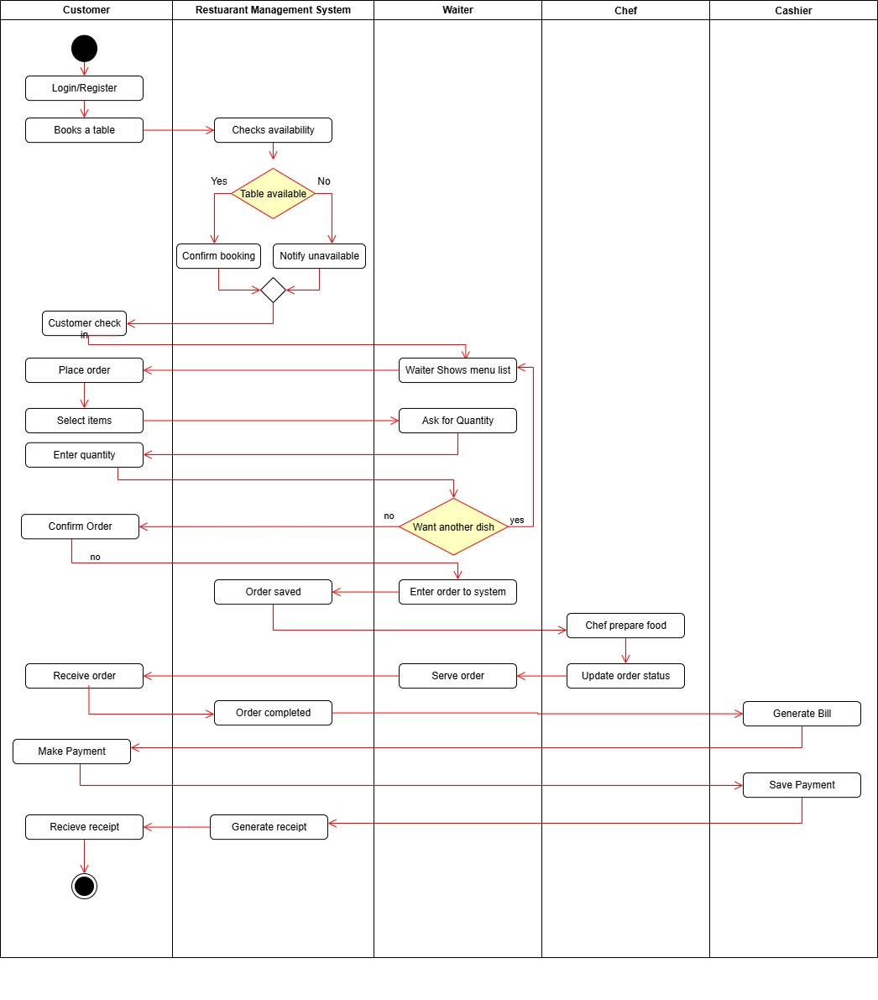 Customer
Restuarant Management System
Waiter
Chef
Cashier
Login/Register
Books a table
Checks availability
Yes
No
Table available
Confirm booking
Notify unavailable
Customer check
in
Place order
Waiter Shows menu list
Select items
Ask for Quantity
Enter quantity
no
yes
Confirm Order
Want another dish
no
Order saved
Enter order to system
Chef prepare food
Receive order
Serve order
Update order status
Order completed
Generate Bill
Make Payment
Save Payment
Recieve receipt
Generate receipt